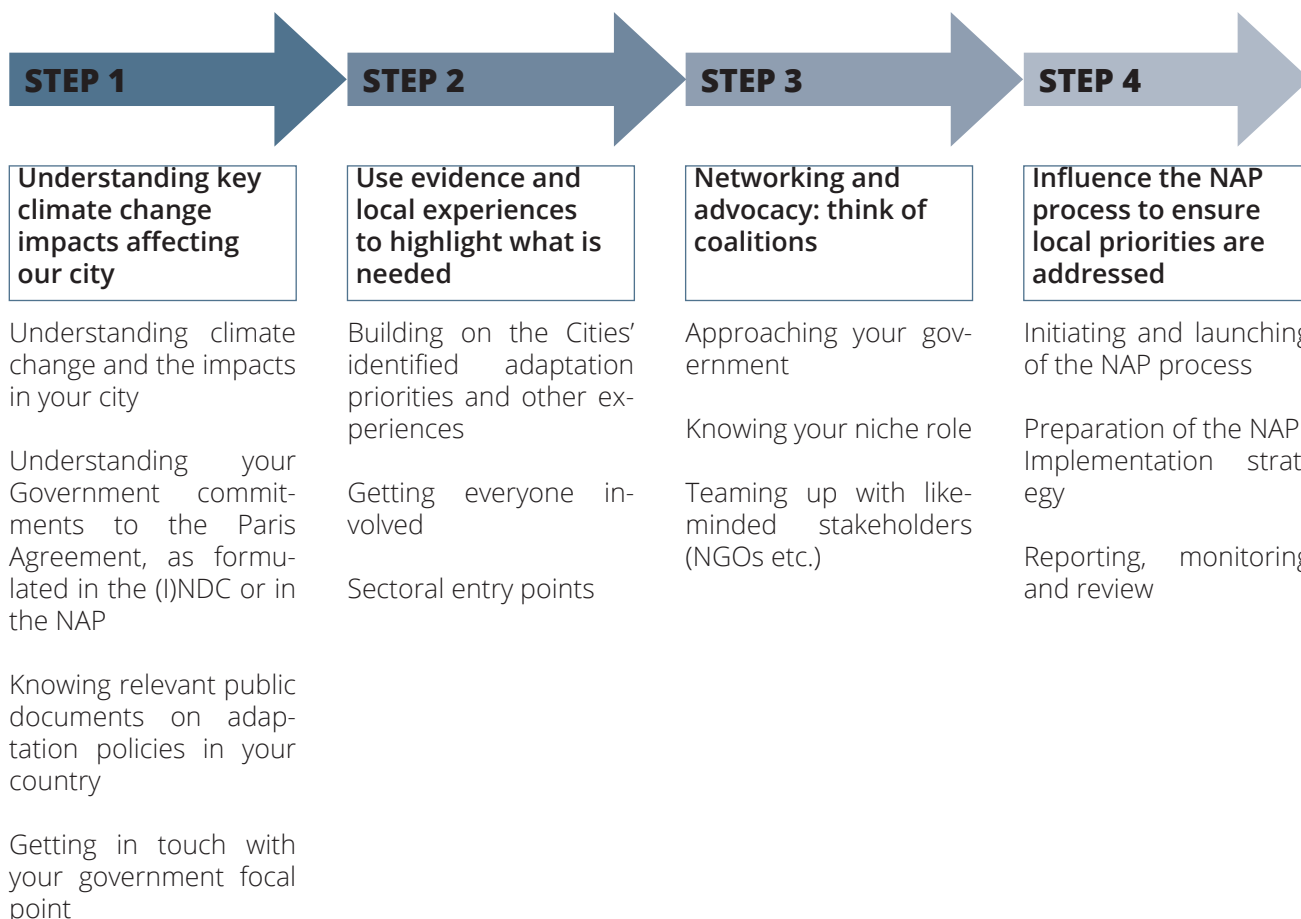 STEP 1
Understanding key
climate change
impacts affecting
our city
Understanding climate
change and the impacts
in your city
Understanding your
Government commit-
ments to the Paris
Agreement, as formu-
lated in the (I)NDC or in
the NAP
Knowing relevant public
documents on adap-
tation policies in your
country
Getting in touch with
your government focal
point
STEP 2
Use evidence and
local experiences
to highlight what is
needed
Building on the Cities’
identified adaptation
priorities and other ex-
periences
Getting everyone in-
volved
Sectoral entry points
STEP 3
Networking and
advocacy: think of
coalitions
Approaching your gov-
ernment
Knowing your niche role
Teaming up with like-
minded stakeholders
(NGOs etc.)
STEP 4
Influence the NAP
process to ensure
local priorities are
addressed
Initiating and launching
of the NAP process
Preparation of the NAP
Implementation strat
egy
Reporting, monitoring
and review